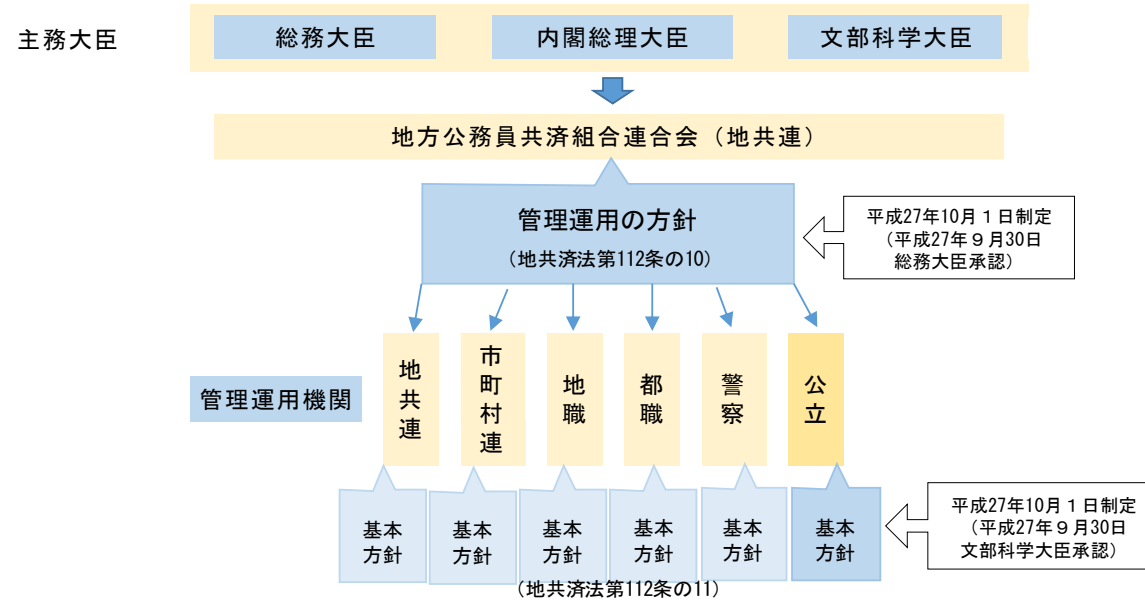 主務大臣
総務大臣
内閣総理大臣
文部科学大臣
地方公務員共済組合連合会（地共連）
管理運用の方針
（地共済法第112条の10）
平成27年10月１日制定
（平成27年９月30日
総務大臣承認）
管理運用機関
地共連
市町村連
地職
都職
警察
公立
基本
方針
基本
方針
基本
方針
基本
方針
基本
方針
基本
方針
（地共済法第112条の11）
平成27年10月１日制定
（平成27年９月30日
文部科学大臣承認）